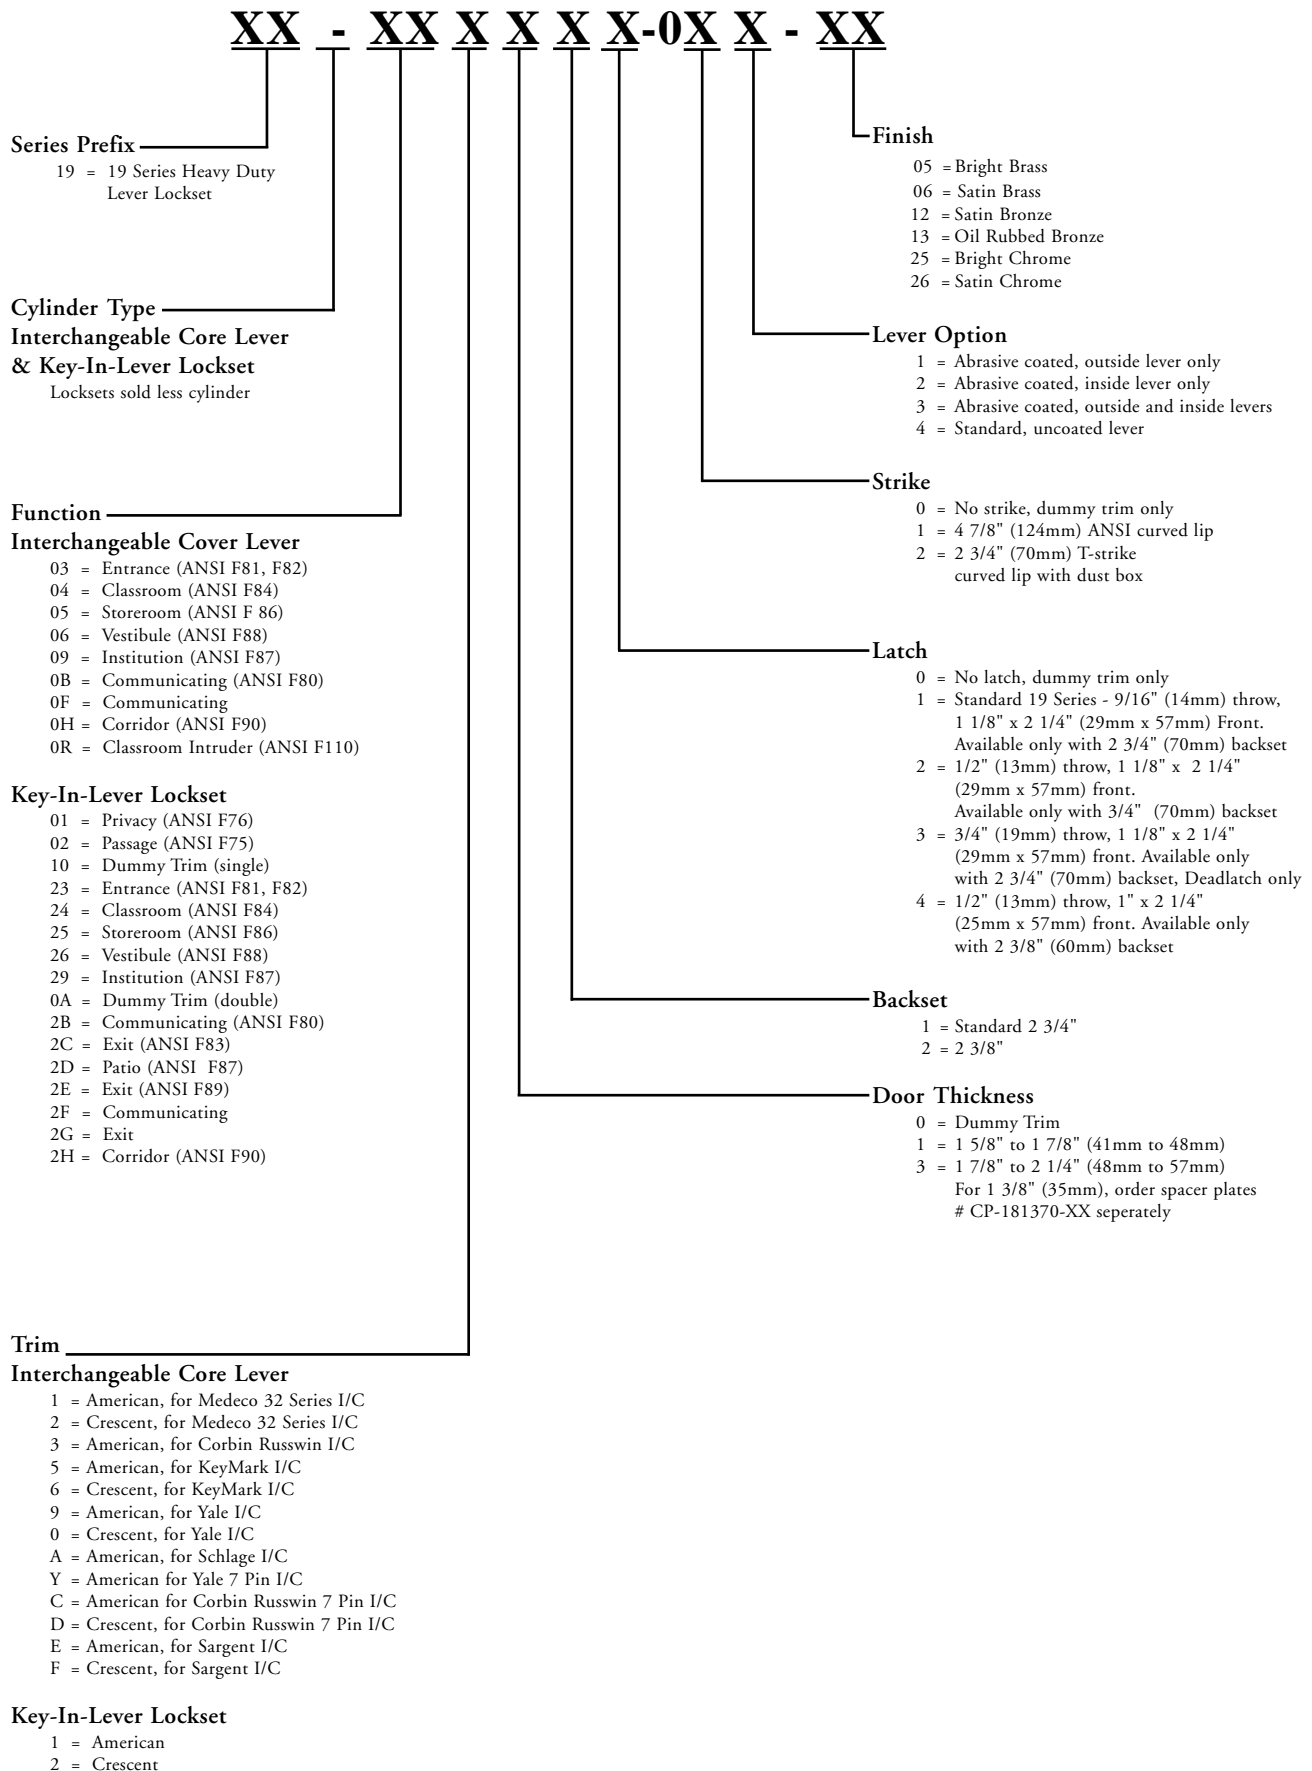 XX - XX X X X X-0X X - XX
Series Prefix
19 = 19 Series Heavy Duty
Lever Lockset
Cylinder Type
Interchangeable Core Lever
& Key-In-Lever Lockset
Locksets sold less cylinder
Function
Interchangeable Cover Lever
03 = Entrance (ANSI F81, F82)
04 = Classroom (ANSI F84)
05 = Storeroom (ANSI F 86)
06 = Vestibule (ANSI F88)
09 = Institution (ANSI F87)
0B = Communicating (ANSI F80)
0F = Communicating
0H = Corridor (ANSI F90)
0R = Classroom Intruder (ANSI F110)
Key-In-Lever Lockset
01 = Privacy (ANSI F76)
02 = Passage (ANSI F75)
10 = Dummy Trim (single)
23 = Entrance (ANSI F81, F82)
24 = Classroom (ANSI F84)
25 = Storeroom (ANSI F86)
26 = Vestibule (ANSI F88)
29 = Institution (ANSI F87)
0A = Dummy Trim (double)
2B = Communicating (ANSI F80)
2C = Exit (ANSI F83)
2D = Patio (ANSI F87)
2E = Exit (ANSI F89)
2F = Communicating
2G = Exit
2H = Corridor (ANSI F90)
Trim
Interchangeable Core Lever
1 = American, for Medeco 32 Series I/C
2 = Crescent, for Medeco 32 Series I/C
3 = American, for Corbin Russwin I/C
5 = American, for KeyMark I/C
6 = Crescent, for KeyMark I/C
9 = American, for Yale I/C
0 = Crescent, for Yale I/C
A = American, for Schlage I/C
Y = American for Yale 7 Pin I/C
C = American for Corbin Russwin 7 Pin I/C
D = Crescent, for Corbin Russwin 7 Pin I/C
E = American, for Sargent I/C
F = Crescent, for Sargent I/C
Key-In-Lever Lockset
1 = American
2 = Crescent
Finish
05 = Bright Brass
06 = Satin Brass
12 = Satin Bronze
13 = Oil Rubbed Bronze
25 = Bright Chrome
26 = Satin Chrome
Lever Option
1 = Abrasive coated, outside lever only
2 = Abrasive coated, inside lever only
3 = Abrasive coated, outside and inside levers
4 = Standard, uncoated lever
Strike
0 = No strike, dummy trim only
1 = 4 7/8" (124mm) ANSI curved lip
2 = 2 3/4" (70mm) T-strike
curved lip with dust box
Latch
0 = No latch, dummy trim only
1 = Standard 19 Series - 9/16" (14mm) throw,
1 1/8" x 2 1/4" (29mm x 57mm) Front.
Available only with 2 3/4" (70mm) backset
2 = 1/2" (13mm) throw, 1 1/8" x 2 1/4"
(29mm x 57mm) front.
Available only with 3/4" (70mm) backset
3 = 3/4" (19mm) throw, 1 1/8" x 2 1/4"
(29mm x 57mm) front. Available only
with 2 3/4" (70mm) backset, Deadlatch only
4 = 1/2" (13mm) throw, 1" x 2 1/4"
(25mm x 57mm) front. Available only
with 2 3/8" (60mm) backset
Backset
1 = Standard 2 3/4"
2 = 2 3/8"
Door Thickness
0 = Dummy Trim
1 = 1 5/8" to 1 7/8" (41mm to 48mm)
3 = 1 7/8" to 2 1/4" (48mm to 57mm)
For 1 3/8" (35mm), order spacer plates
# CP-181370-XX seperately